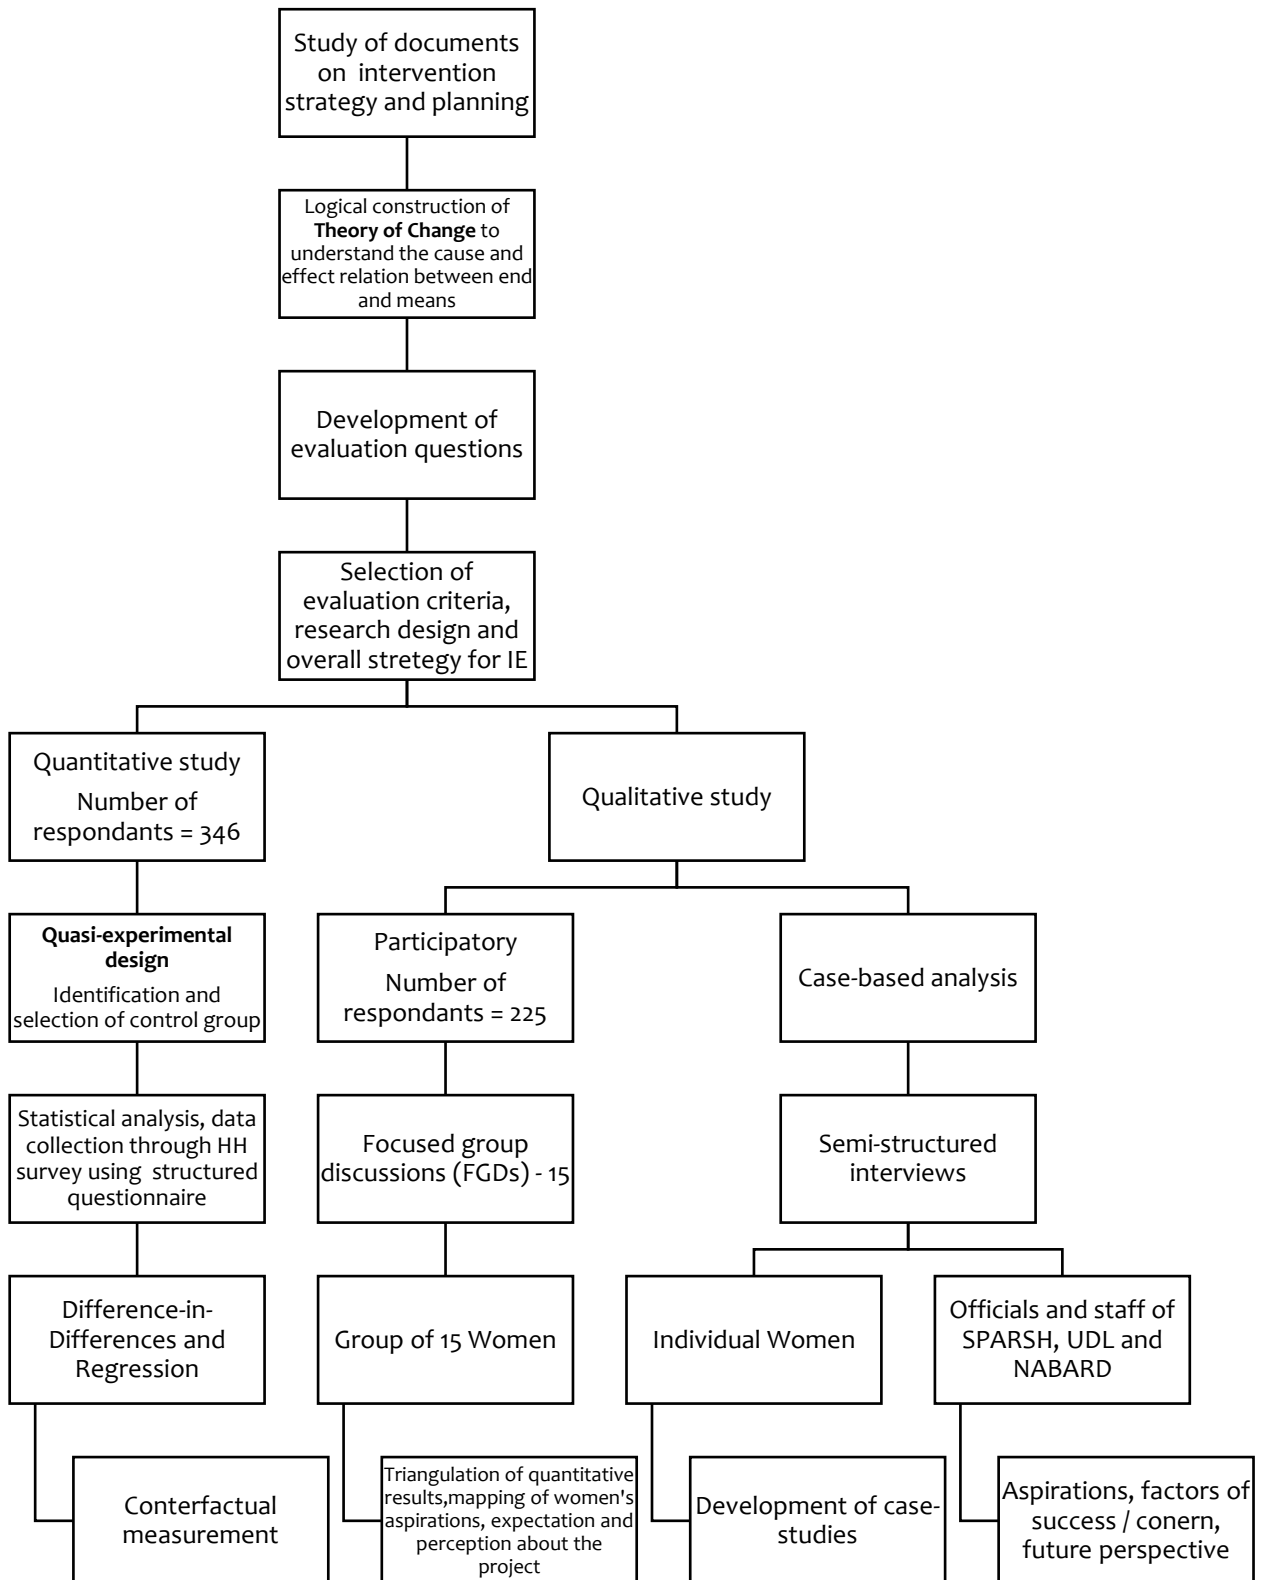 Study of documents
on intervention
strategy and planning
Logical construction of
Theory of Change to
understand the cause and
effect relation between end
and means
Development of
evaluation questions
Selection of
evaluation criteria,
research design and
overall stretegy for IE
Quantitative study
Number of
respondants = 346
Qualitative study
Quasi-experimental
design
Identification and
selection of control group
Participatory
Number of
respondants = 225
Case-based analysis
Statistical analysis, data
collection through HH
survey using structured
questionnaire
Focused group
discussions (FGDs) - 15
Semi-structured
interviews
Difference-in-
Differences and
Regression
Group of 15 Women
Individual Women
Officials and staff of
SPARSH, UDL and
NABARD
Conterfactual
measurement
Triangulation of quantitative
results,mapping of women's
aspirations, expectation and
perception about the
project
Development of case-
studies
Aspirations, factors of
success / conern,
future perspective